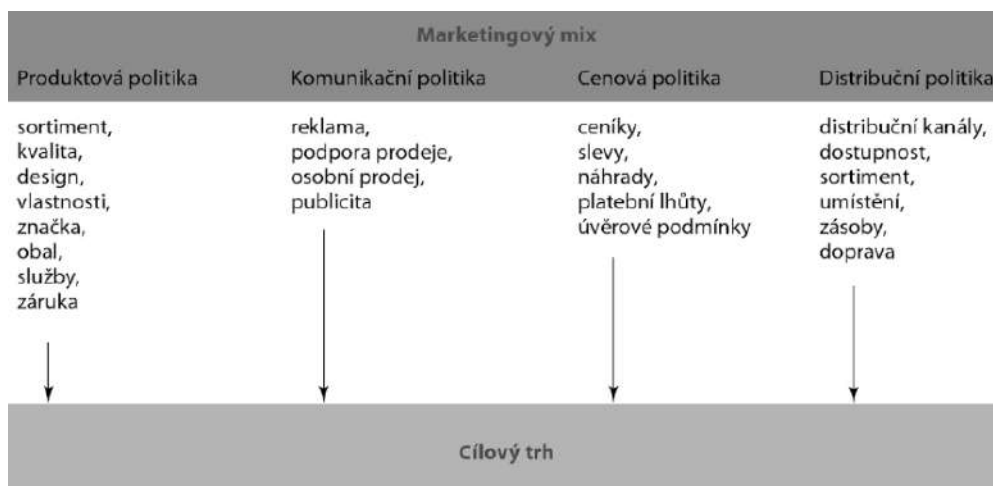 Marketingový mix
Produktová politika
Komunikační politika
Cenová politika
Distribuční politika
sortiment,
kvalita,
design,
vlastnosti,
značka,
obal,
služby,
záruka
reklama,
podpora prodeje,
osobní prodej,
publicita
ceníky,
slevy,
náhrady,
platební lhůty,
úvěrové podmínky
distribuční kanály,
dostupnost,
sortiment,
umístění,
zásoby,
doprava
Cílový trh